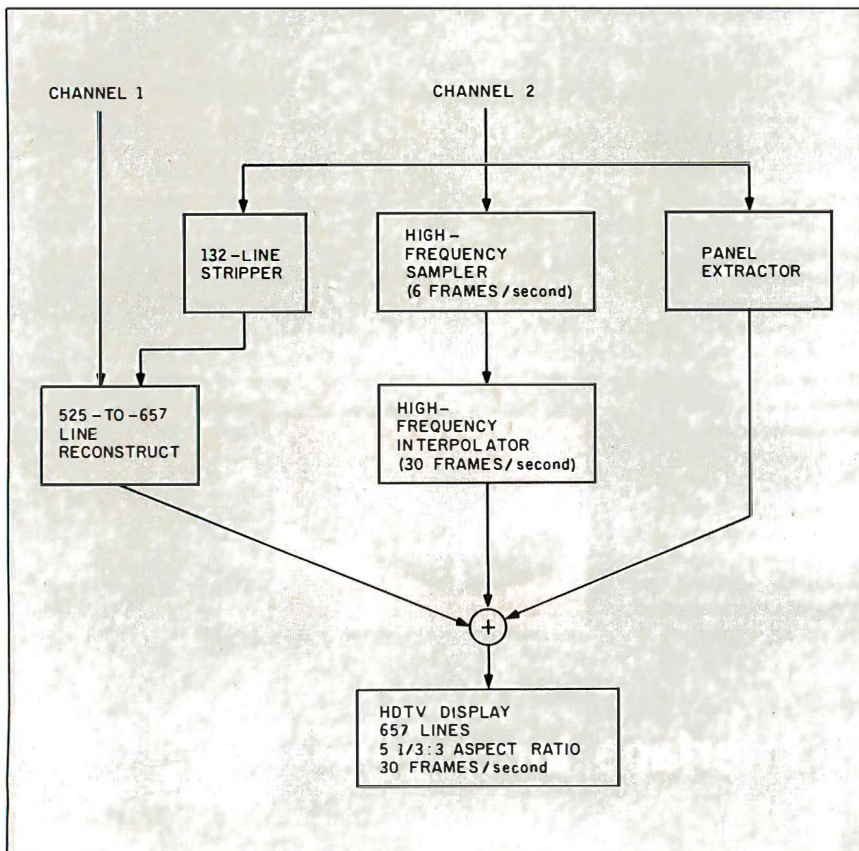 CHANNEL 1
CHANNEL 2
132-LINE
STRIPPER
HIGH-
FREQUENCY
SAMPLER
(6 FRAMES/second)
PANEL
EXTRACTOR
525-TO-657
LINE
RECONSTRUCT
HIGH-
FREQUENCY
INTERPOLATOR
(30 FRAMES/second)
+
HDTV DISPLAY
657 LINES
5 1/3:3 ASPECT RATIO
30 FRAMES/second